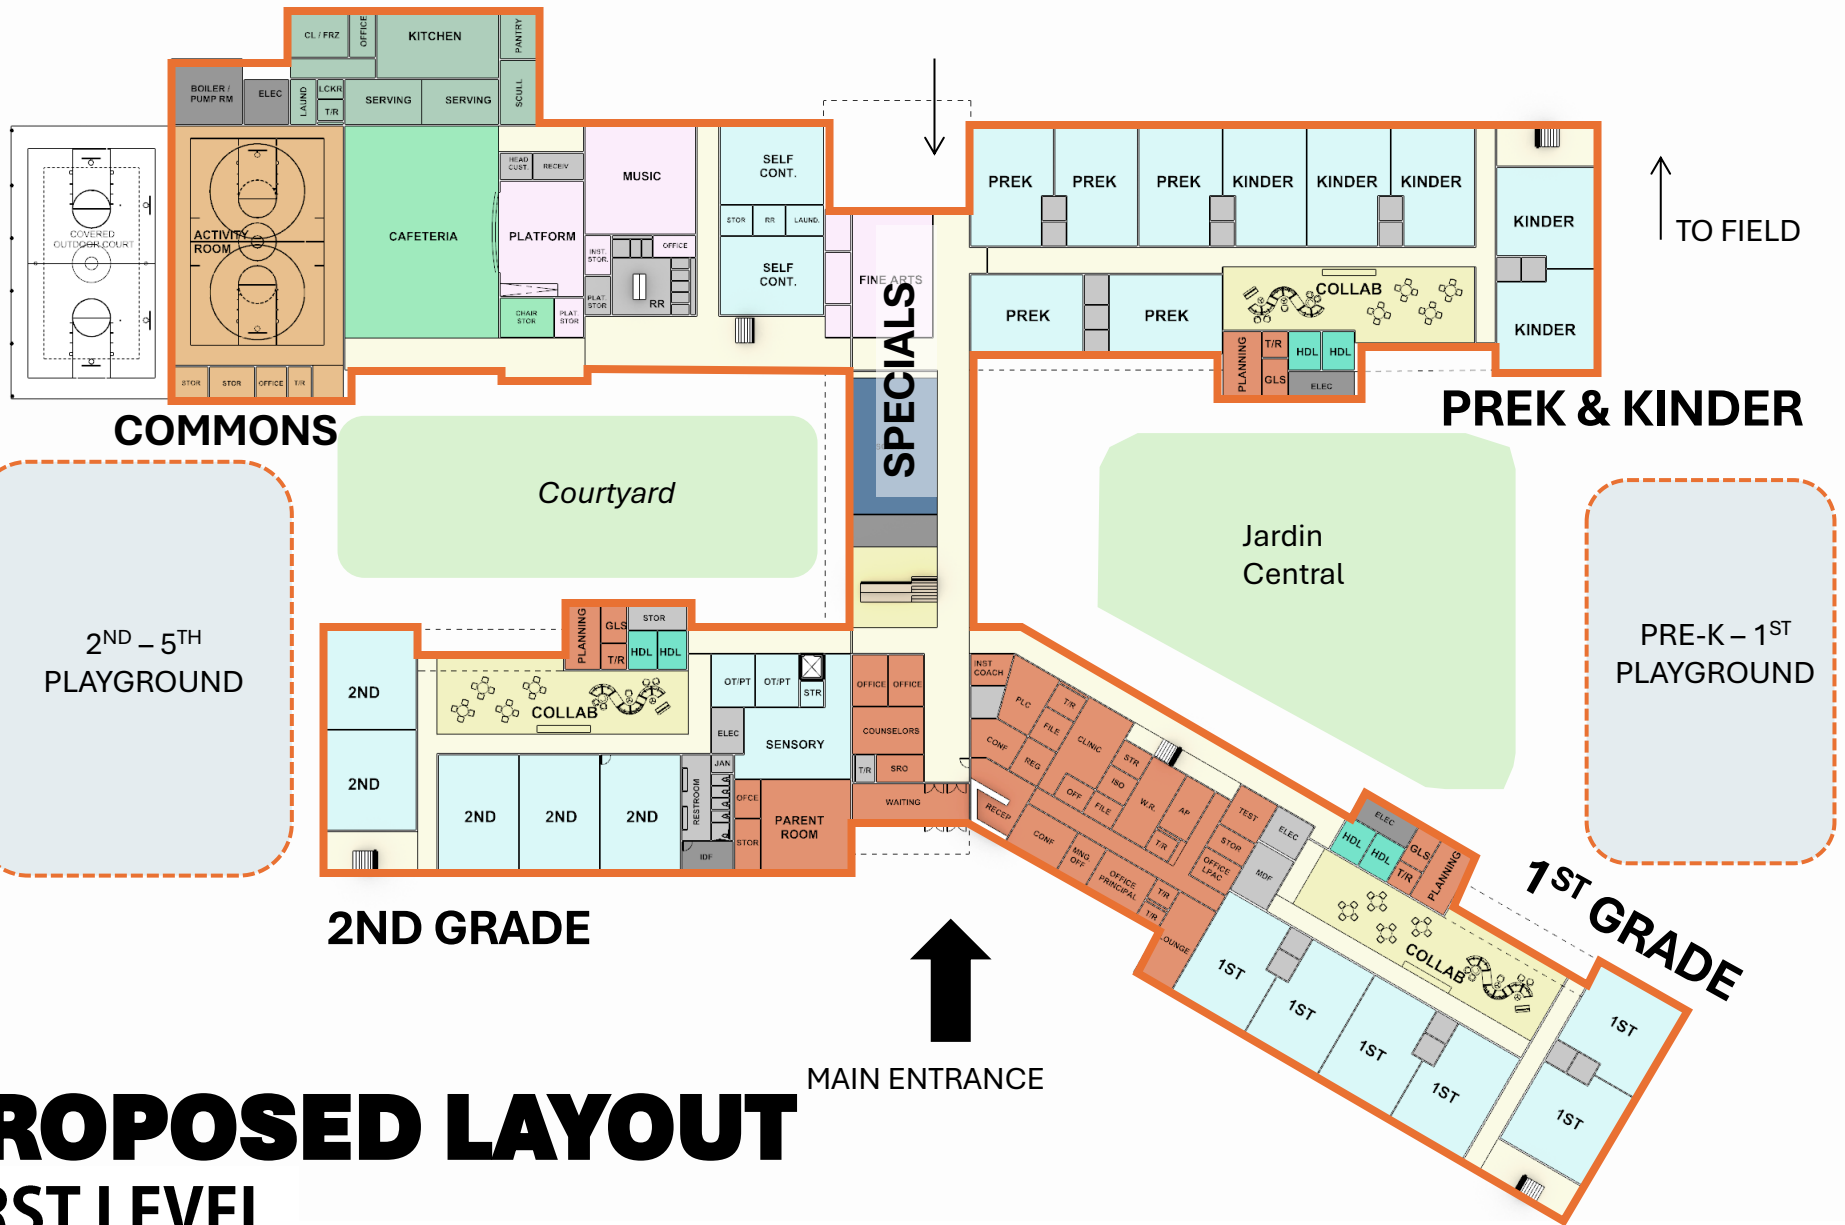 CL / FRZ
OFFICE
KITCHEN
PANTRY
BOILER /
PUMP RM
ELEC
LAUND
LCKR
T/R
SERVING
SERVING
SCULL
COVERED
OUTDOOR COURT
ACTIVITY
ROOM
CAFETERIA
HEAD
CUST.
RECEIV
PLATFORM
MUSIC
INST.
STOR.
OFFICE
PLAT.
STOR
RR
CHAIR
STOR
PLAT.
STOR
STOR
STOR
OFFICE
T/R
SELF
CONT.
STOR
RR
LAUND.
SELF
CONT.
FINE ARTS
SPECIALS
PREK
PREK
PREK
KINDER
KINDER
KINDER
KINDER
KINDER
PREK
PREK
COLLAB
PLANNING
T/R
GLS
HDL
HDL
ELEC
TO FIELD
COMMONS
PREK & KINDER
Courtyard
Jardin
Central
2ND – 5TH
PLAYGROUND
PRE-K – 1ST
PLAYGROUND
PLANNING
GLS
T/R
STOR
HDL
HDL
2ND
2ND
COLLAB
2ND
2ND
2ND
OT/PT
OT/PT
STR
ELEC
SENSORY
JAN
RESTROOM
IDF
OFCE
STOR
PARENT
ROOM
OFFICE
OFFICE
COUNSELORS
T/R
SRO
WAITING
INST
COACH
PLC
T/R
FILE
CONF
REG
CLINIC
STR
ISO
OFF
FILE
W.R.
AP
T/R
RECEP
CONF
MNG.
OFF
OFFICE
PRINCIPAL
T/R
T/R
TEST
STOR
OFFICE
LPAC
ELEC
MDF
LOUNGE
ELEC
HDL
HDL
GLS
T/R
PLANNING
COLLAB
1ST
1ST
1ST
1ST
1ST
1ST
1ST GRADE
2ND GRADE
MAIN ENTRANCE
ROPOSED LAYOUT
RST LEVEL